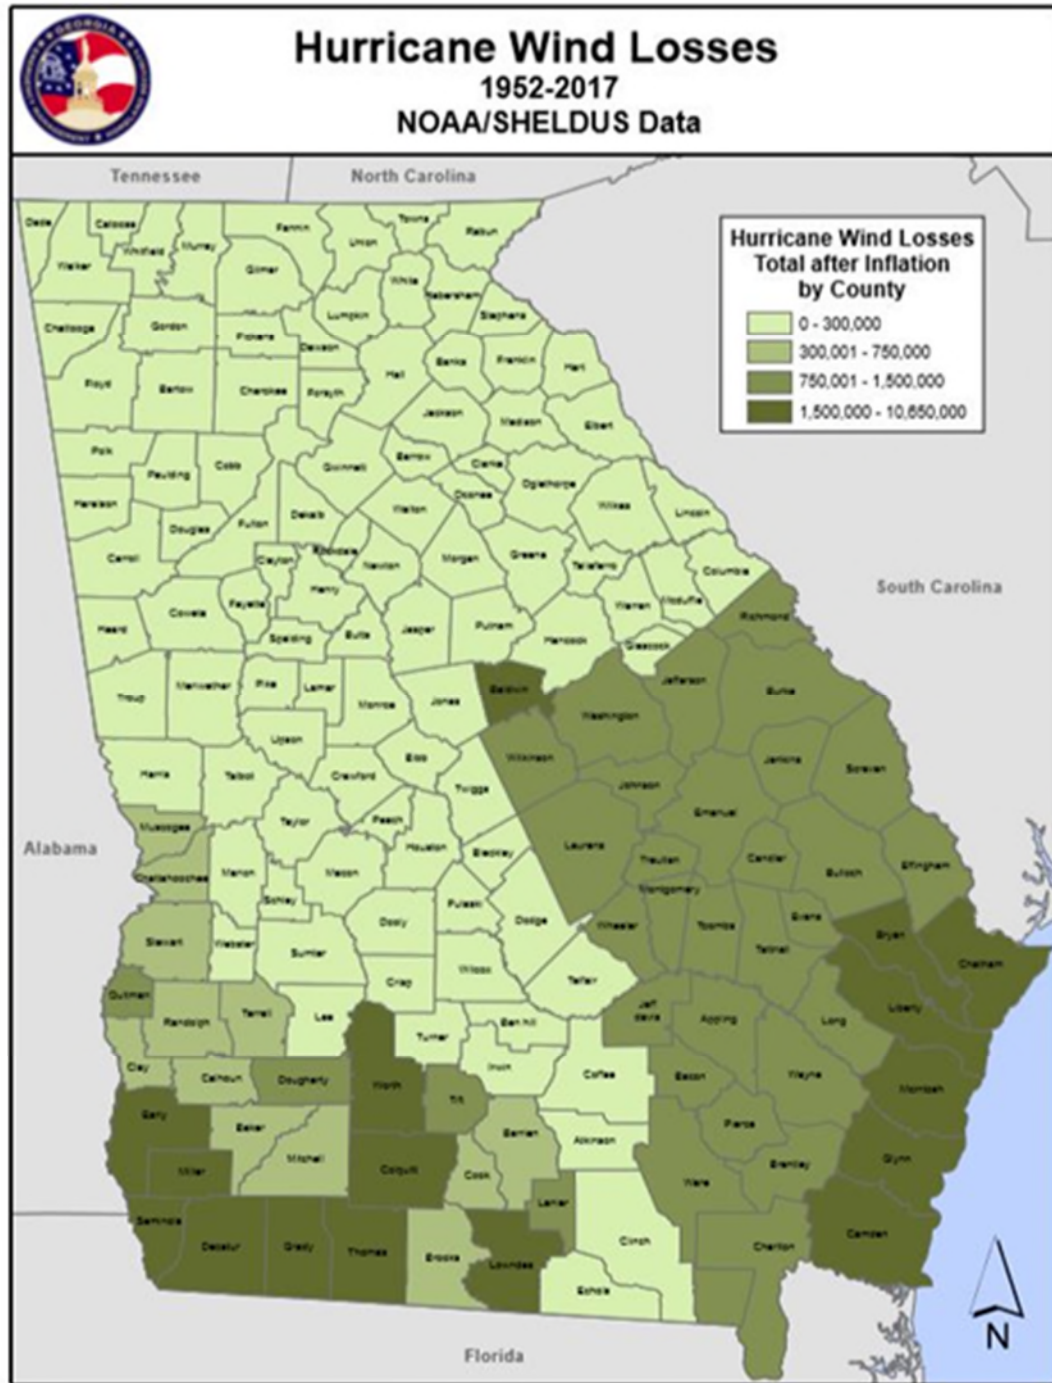 GEORGIA
Hurricane Wind Losses
1952-2017
NOAA/SHELDUS Data
Tennessee
North Carolina
Hurricane Wind Losses
Total after Inflation
by County
0 - 300,000
300,001 - 750,000
750,001 - 1,500,000
1,500,000 - 10,650,000
Dade
Catoosa
Whitfield
Murray
Fannin
Union
Towns
Rabun
Walker
Gilmer
White
Habersham
Lumpkin
Stephens
Chattooga
Gordon
Pickens
Dawson
Hall
Banks
Franklin
Hart
Floyd
Bartow
Cherokee
Forsyth
Jackson
Madison
Elbert
Polk
Paulding
Cobb
Gwinnett
Barrow
Clarke
Oconee
Oglethorpe
Wilkes
Lincoln
Haralson
Douglas
Fulton
Dekalb
Walton
Carroll
Clayton
Rockdale
Newton
Morgan
Greene
Taliaferro
Columbia
South Carolina
Heard
Coweta
Fayette
Henry
Spalding
Butts
Jasper
Putnam
Hancock
Warren
Mcduffie
Glascock
Richmond
Troup
Meriwether
Pike
Lamar
Monroe
Jones
Baldwin
Washington
Jefferson
Burke
Upson
Bibb
Wilkinson
Jenkins
Screven
Harris
Talbot
Crawford
Twiggs
Johnson
Emanuel
Alabama
Muscogee
Taylor
Peach
Houston
Bleckley
Laurens
Treutlen
Candler
Bulloch
Effingham
Chattahoochee
Marion
Macon
Schley
Pulaski
Montgomery
Dooly
Dodge
Wheeler
Toombs
Evans
Tattnall
Bryan
Chatham
Stewart
Webster
Sumter
Crisp
Wilcox
Telfair
Liberty
Quitman
Randolph
Terrell
Lee
Turner
Ben hill
Jeff
davis
Appling
Long
Clay
Calhoun
Dougherty
Worth
Tift
Irwin
Coffee
Bacon
Wayne
Mcintosh
Early
Baker
Mitchell
Berrien
Atkinson
Pierce
Brantley
Glynn
Miller
Colquitt
Cook
Lanier
Ware
Seminole
Decatur
Grady
Thomas
Brooks
Lowndes
Clinch
Charlton
Camden
Echols
N
Florida